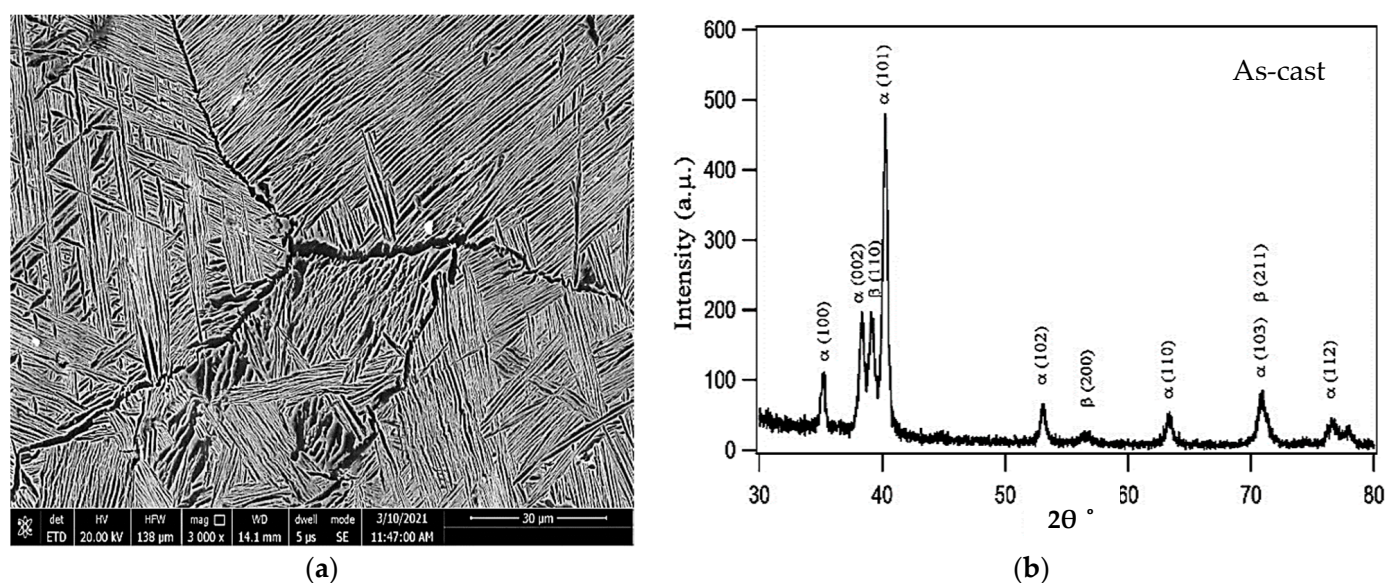 det HV HFW mag □ WD dwell mode 3/10/2021 30 µm
ETD 20.00 kV 138 µm 3 000 x 14.1 mm 5 µs SE 11:47:00 AM
(a)
600
500
400
300
200
100
0
Intensity (a.μ.)
As-cast
α (100)
α (002)
β (110)
α (101)
α (102)
β (200)
α (110)
α (103) β (211)
α (112)
30 40 50 60 70 80
2θ °
(b)